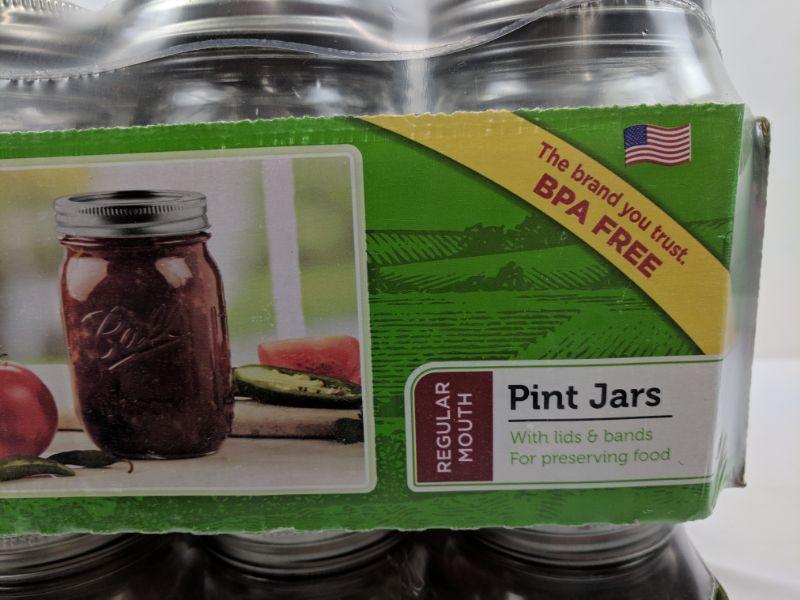 The brand you trust.
BPA FREE
Ball
REGULAR
MOUTH
Pint Jars
With lids & bands
For preserving food